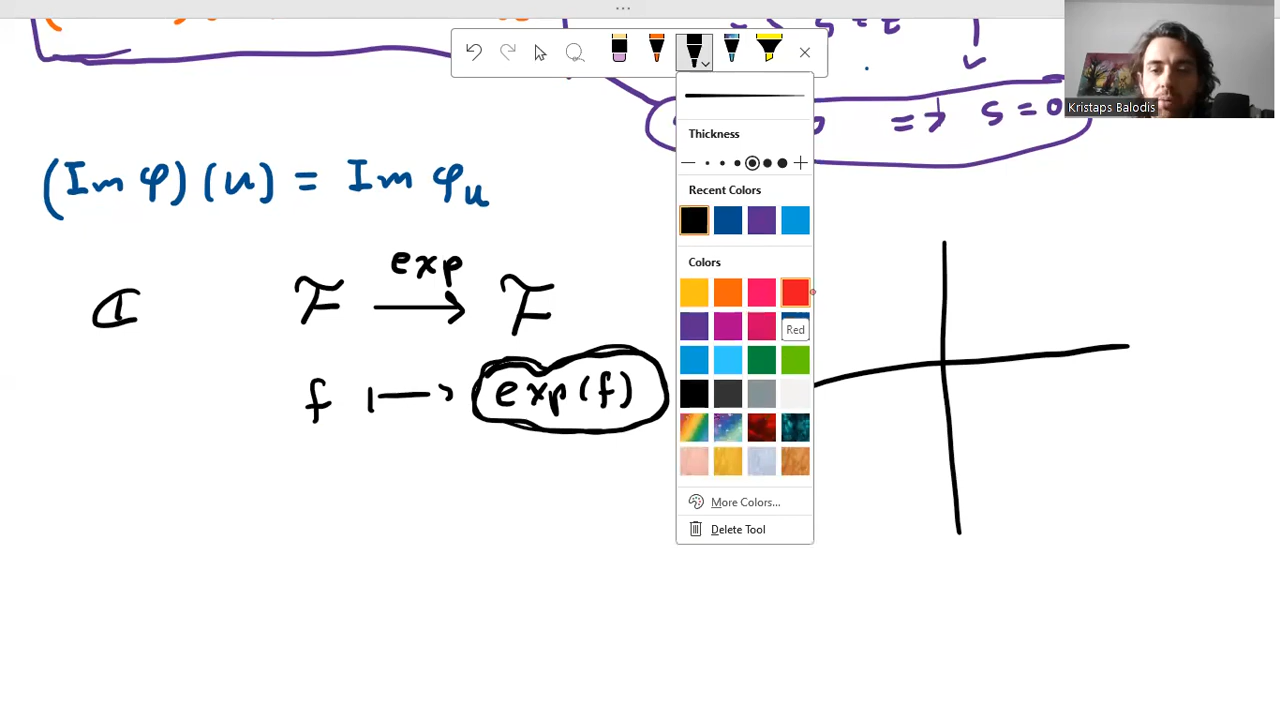 Kristaps Balodis
Thickness
=> s = 0
Recent Colors
(Im φ)(u) = Im φ_u
Colors
exp
ℂ F ⟶ F
Red
f ⟼ exp(f)
More Colors...
Delete Tool